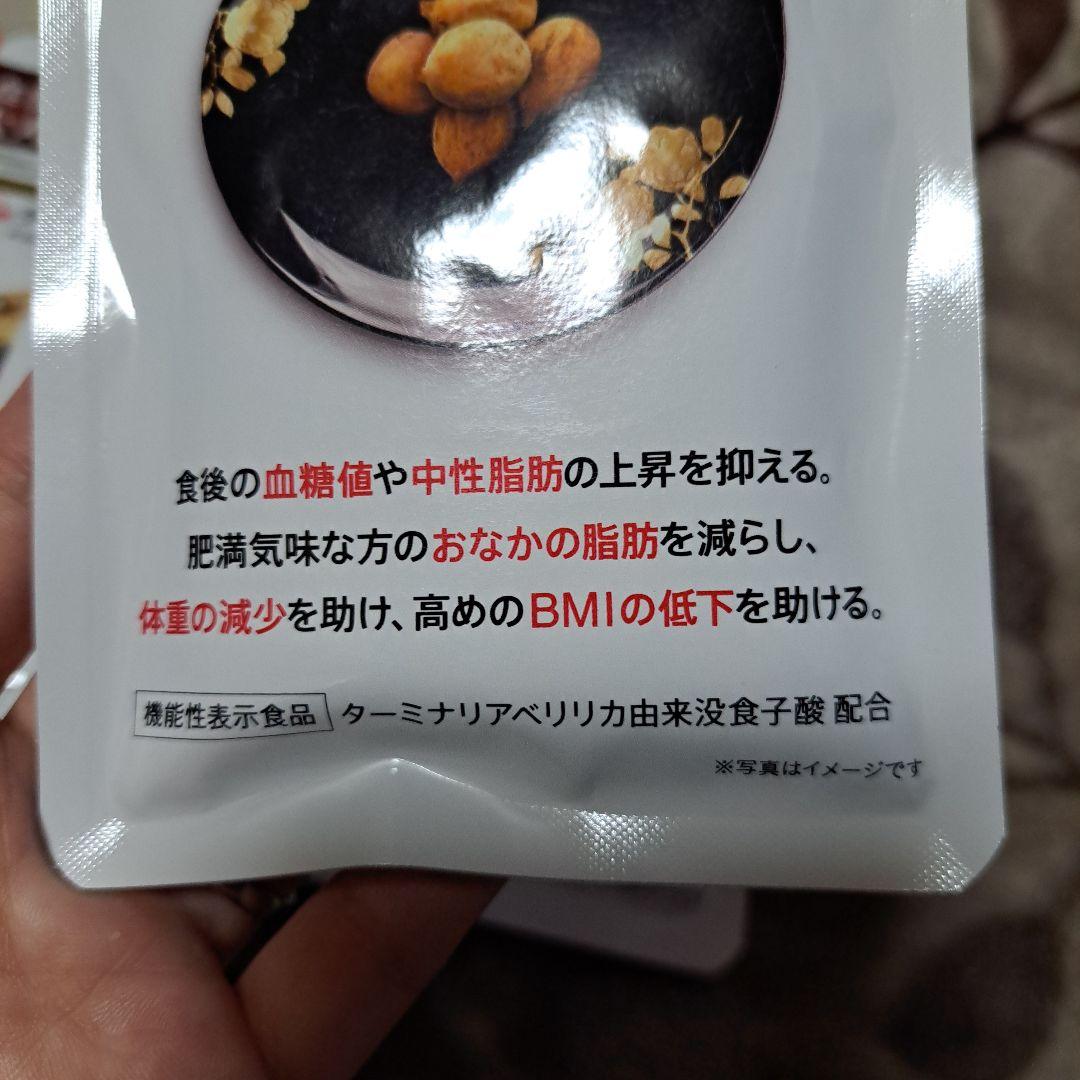 食後の血糖値や中性脂肪の上昇を抑える。
肥満気味な方のおなかの脂肪を減らし、
体重の減少を助け、高めのBMIの低下を助ける。
機能性表示食品 ターミナリアベリリカ由来没食子酸 配合
※写真はイメージです